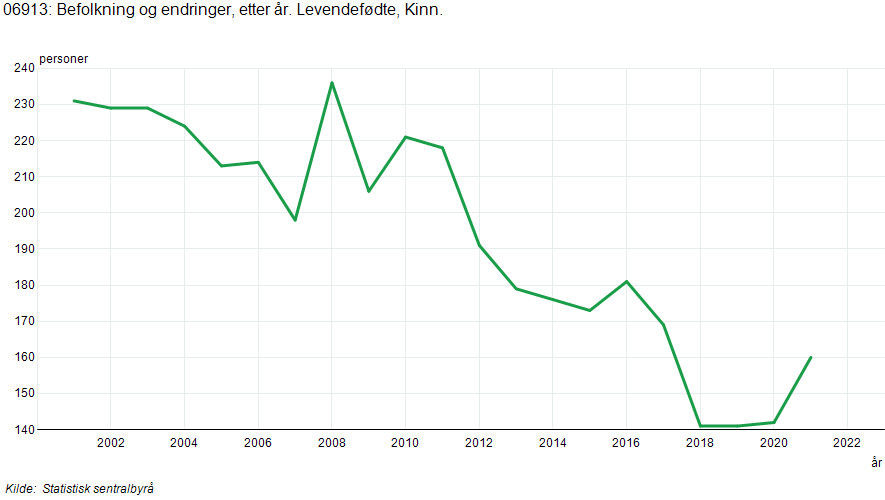 06913: Befolkning og endringer, etter år. Levendefødte, Kinn.
personer
240
230
220
210
200
190
180
170
160
150
140
2002 2004 2006 2008 2010 2012 2014 2016 2018 2020 2022
år
Kilde: Statistisk sentralbyrå